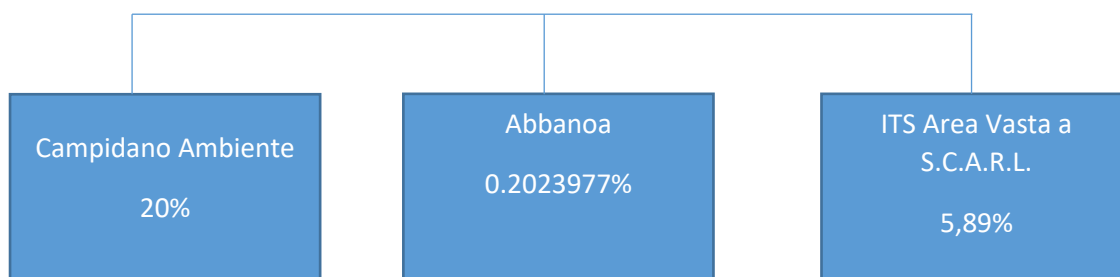 Campidano Ambiente
20%
Abbanoa
0.2023977%
ITS Area Vasta a
S.C.A.R.L.
5,89%